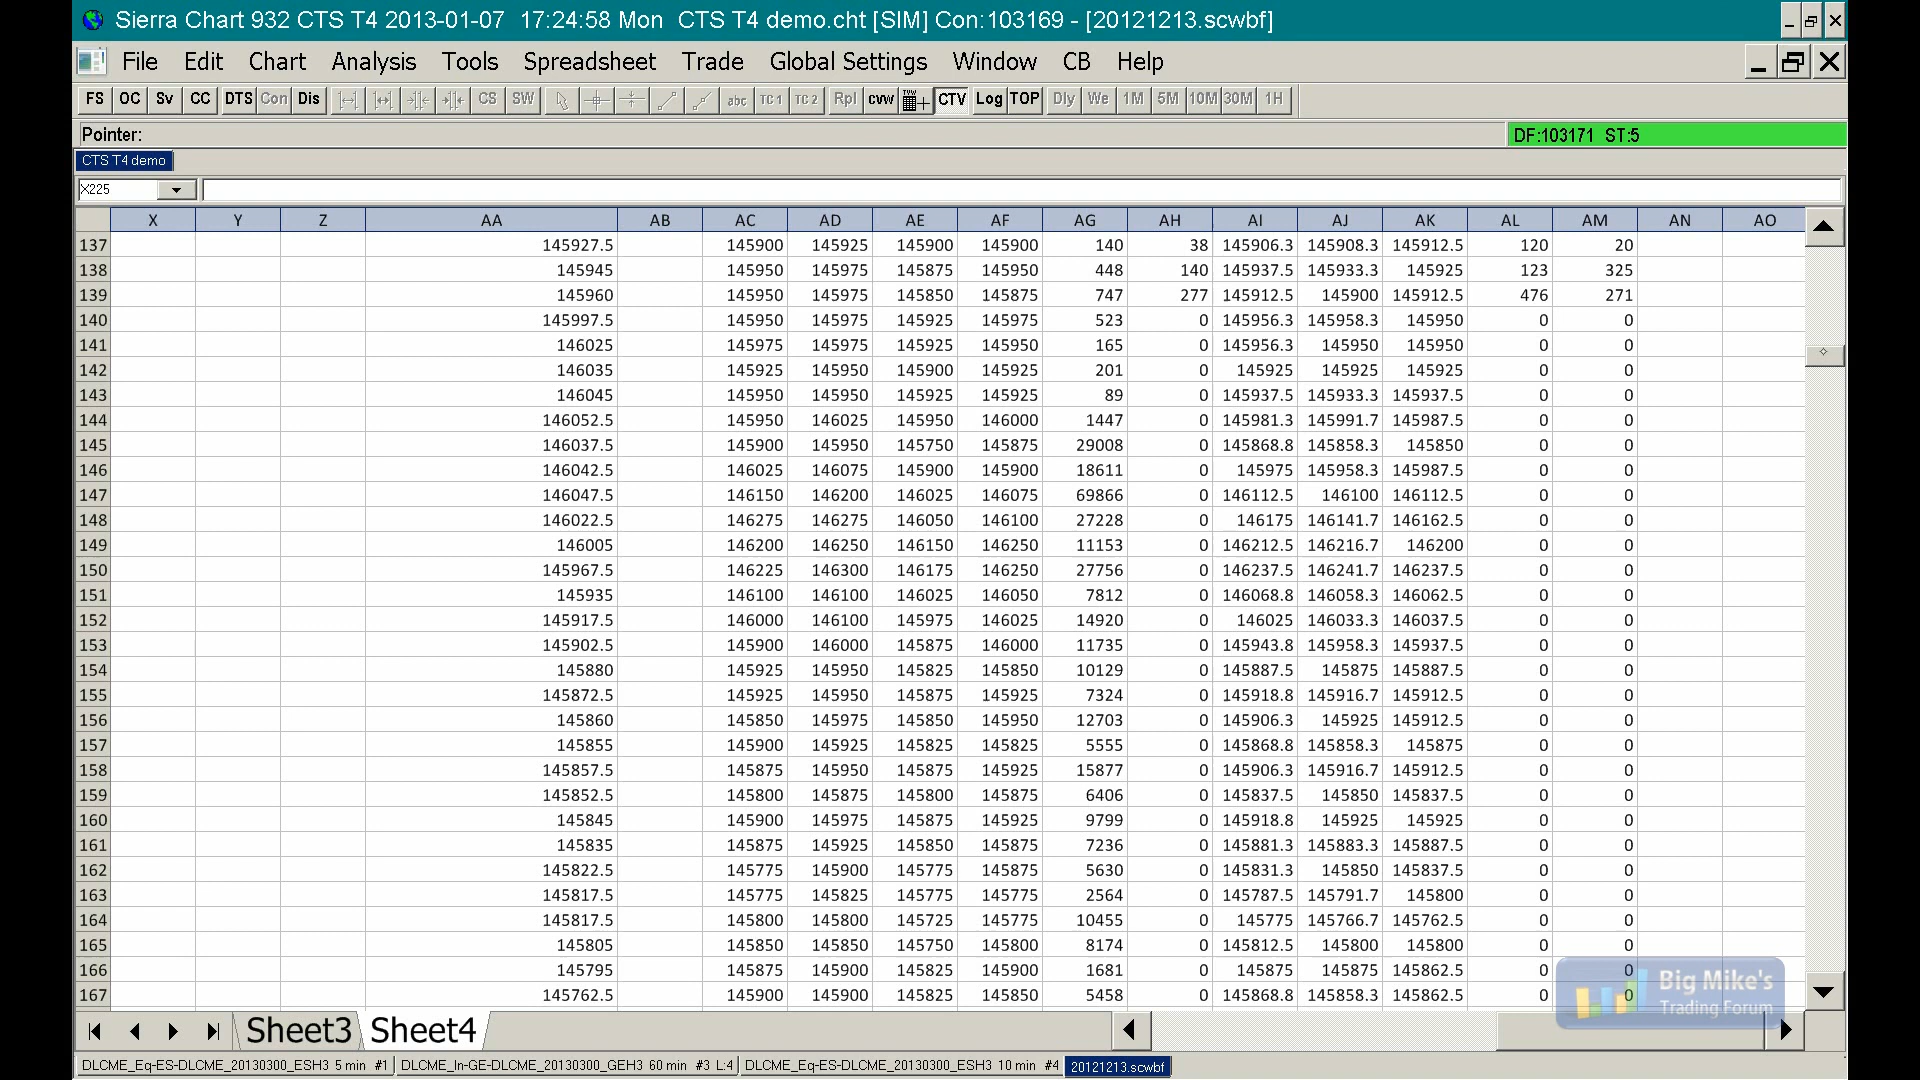 Sierra Chart 932 CTS T4 2013-01-07 17:24:58 Mon CTS T4 demo.cht [SIM] Con:103169 - [20121213.scwbf]
File Edit Chart Analysis Tools Spreadsheet Trade Global Settings Window CB Help
FS OC Sv CC DTS Con Dis CS SW abc TC 1 TC 2 Rpl CVW TVW CTV Log TOP Dly We 1M 5M 10M 30M 1H
Pointer: DF:103171 ST:5
CTS T4 demo
X225
X Y Z AA AB AC AD AE AF AG AH AI AJ AK AL AM AN AO
137 145927.5 145900 145925 145900 145900 140 38 145906.3 145908.3 145912.5 120 20
138 145945 145950 145975 145875 145950 448 140 145937.5 145933.3 145925 123 325
139 145960 145950 145975 145850 145875 747 277 145912.5 145900 145912.5 476 271
140 145997.5 145950 145975 145925 145975 523 0 145956.3 145958.3 145950 0 0
141 146025 145975 145975 145925 145950 165 0 145956.3 145950 145950 0 0
142 146035 145925 145950 145900 145925 201 0 145925 145925 145925 0 0
143 146045 145950 145950 145925 145925 89 0 145937.5 145933.3 145937.5 0 0
144 146052.5 145950 146025 145950 146000 1447 0 145981.3 145991.7 145987.5 0 0
145 146037.5 145900 145950 145750 145875 29008 0 145868.8 145858.3 145850 0 0
146 146042.5 146025 146075 145900 145900 18611 0 145975 145958.3 145987.5 0 0
147 146047.5 146150 146200 146025 146075 69866 0 146112.5 146100 146112.5 0 0
148 146022.5 146275 146275 146050 146100 27228 0 146175 146141.7 146162.5 0 0
149 146005 146200 146250 146150 146250 11153 0 146212.5 146216.7 146200 0 0
150 145967.5 146225 146300 146175 146250 27756 0 146237.5 146241.7 146237.5 0 0
151 145935 146100 146100 146025 146050 7812 0 146068.8 146058.3 146062.5 0 0
152 145917.5 146000 146100 145975 146025 14920 0 146025 146033.3 146037.5 0 0
153 145902.5 145900 146000 145875 146000 11735 0 145943.8 145958.3 145937.5 0 0
154 145880 145925 145950 145825 145850 10129 0 145887.5 145875 145887.5 0 0
155 145872.5 145925 145950 145875 145925 7324 0 145918.8 145916.7 145912.5 0 0
156 145860 145850 145975 145850 145950 12703 0 145906.3 145925 145912.5 0 0
157 145855 145900 145925 145825 145825 5555 0 145868.8 145858.3 145875 0 0
158 145857.5 145875 145950 145875 145925 15877 0 145906.3 145916.7 145912.5 0 0
159 145852.5 145800 145875 145800 145875 6406 0 145837.5 145850 145837.5 0 0
160 145845 145900 145975 145875 145925 9799 0 145918.8 145925 145925 0 0
161 145835 145875 145925 145850 145875 7236 0 145881.3 145883.3 145887.5 0 0
162 145822.5 145775 145900 145775 145875 5630 0 145831.3 145850 145837.5 0 0
163 145817.5 145775 145825 145775 145775 2564 0 145787.5 145791.7 145800 0 0
164 145817.5 145800 145800 145725 145775 10455 0 145775 145766.7 145762.5 0 0
165 145805 145850 145850 145750 145800 8174 0 145812.5 145800 145800 0 0
166 145795 145875 145900 145825 145900 1681 0 145875 145875 145862.5 0 0
167 145762.5 145900 145900 145825 145850 5458 0 145868.8 145858.3 145862.5 0 0
Big Mike's
Trading Forum
Sheet3 Sheet4
DLCME_Eq-ES-DLCME_20130300_ESH3 5 min #1 DLCME_In-GE-DLCME_20130300_GEH3 60 min #3 L:4 DLCME_Eq-ES-DLCME_20130300_ESH3 10 min #4 20121213.scwbf